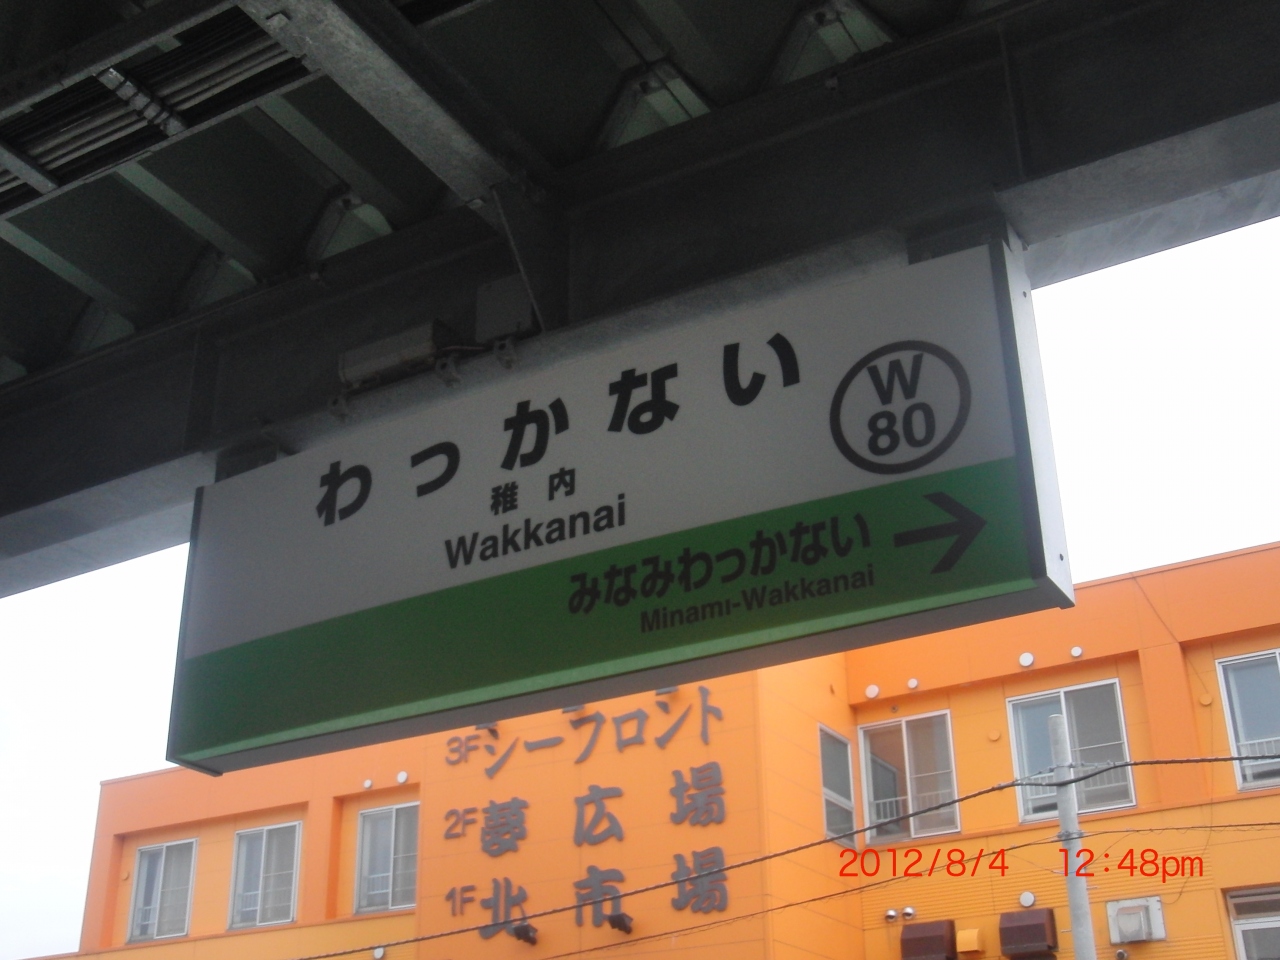 わっかない
稚内
Wakkanai
W
80
みなみわっかない
Minami-Wakkanai
3F シーフロント
2F 夢広場
1F 北市場
2012/8/4 12:48pm